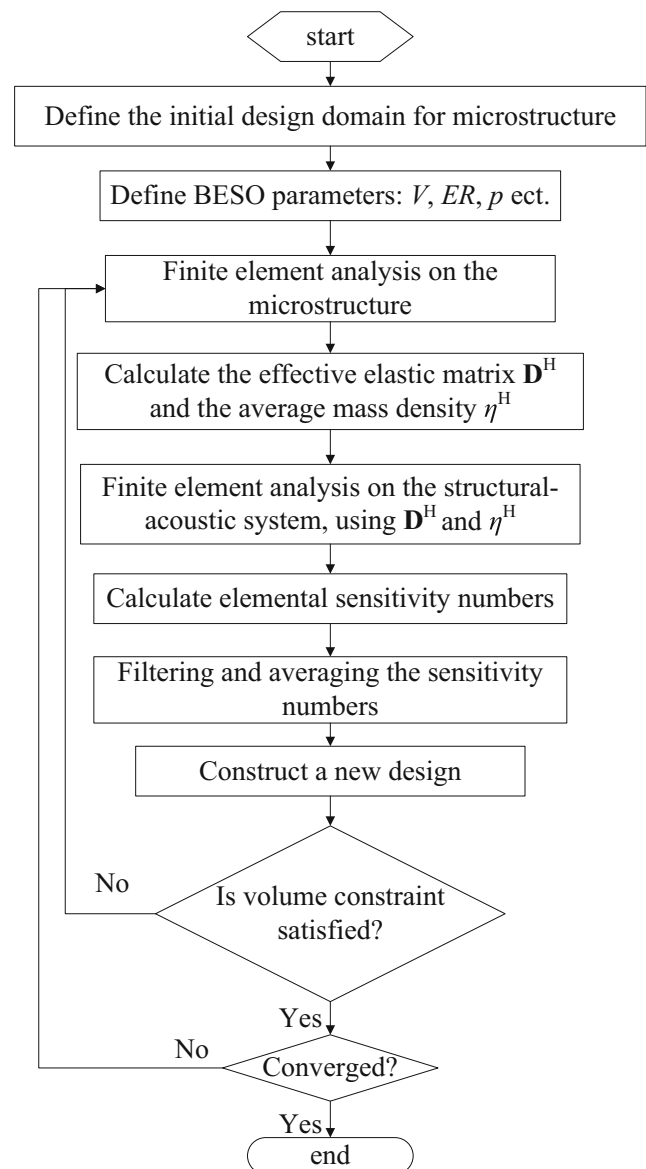 start
Define the initial design domain for microstructure
Define BESO parameters: V, ER, p ect.
Finite element analysis on the
microstructure
Calculate the effective elastic matrix D^H
and the average mass density η^H
Finite element analysis on the structural-
acoustic system, using D^H and η^H
Calculate elemental sensitivity numbers
Filtering and averaging the sensitivity
numbers
Construct a new design
No
Is volume constraint
satisfied?
Yes
No
Converged?
Yes
end